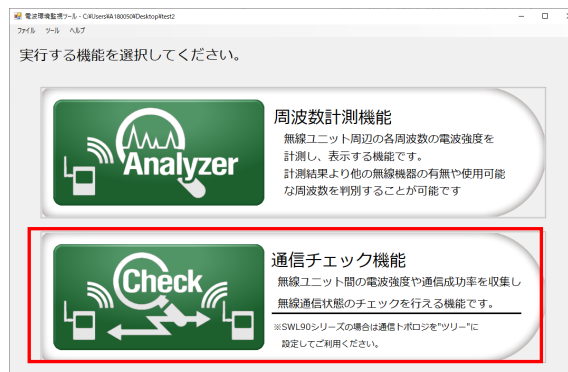 電波環境監視ツール - C:¥Users¥A180050¥Desktop¥test2
ファイル ツール ヘルプ
実行する機能を選択してください。
Analyzer
周波数計測機能
無線ユニット周辺の各周波数の電波強度を
計測し、表示する機能です。
計測結果より他の無線機器の有無や使用可能
な周波数を判別することが可能です
Check
通信チェック機能
無線ユニット間の電波強度や通信成功率を収集し
無線通信状態のチェックを行える機能です。
※SWL90シリーズの場合は通信トポロジを"ツリー"に
設定してご利用ください。